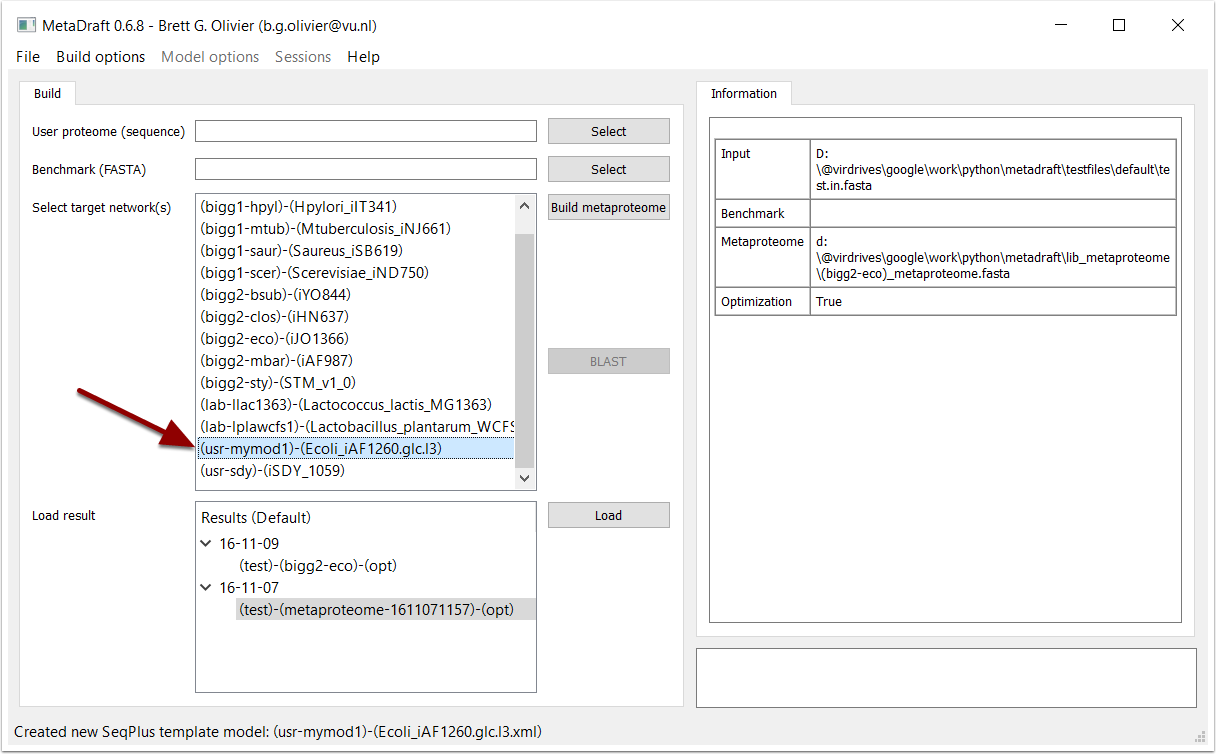 MetaDraft 0.6.8 - Brett G. Olivier (b.g.olivier@vu.nl)
File Build options Model options Sessions Help
Build
User proteome (sequence) Select
Benchmark (FASTA) Select
Select target network(s) Build metaproteome
(bigg1-hpyl)-(Hpylori_iIT341)
(bigg1-mtub)-(Mtuberculosis_iNJ661)
(bigg1-saur)-(Saureus_iSB619)
(bigg1-scer)-(Scerevisiae_iND750)
(bigg2-bsub)-(iYO844)
(bigg2-clos)-(iHN637)
(bigg2-eco)-(iJO1366)
(bigg2-mbar)-(iAF987)
(bigg2-sty)-(STM_v1_0)
(lab-llac1363)-(Lactococcus_lactis_MG1363)
(lab-lplawcfs1)-(Lactobacillus_plantarum_WCFS
(usr-mymod1)-(Ecoli_iAF1260.glc.l3)
(usr-sdy)-(iSDY_1059)
BLAST
Load result Load
Results (Default)
16-11-09
(test)-(bigg2-eco)-(opt)
16-11-07
(test)-(metaproteome-1611071157)-(opt)
Information
Input D:
\@virdrives\google\work\python\metadraft\testfiles\default\te
st.in.fasta
Benchmark
Metaproteome d:
\@virdrives\google\work\python\metadraft\lib_metaproteome
\(bigg2-eco)_metaproteome.fasta
Optimization True
Created new SeqPlus template model: (usr-mymod1)-(Ecoli_iAF1260.glc.l3.xml)